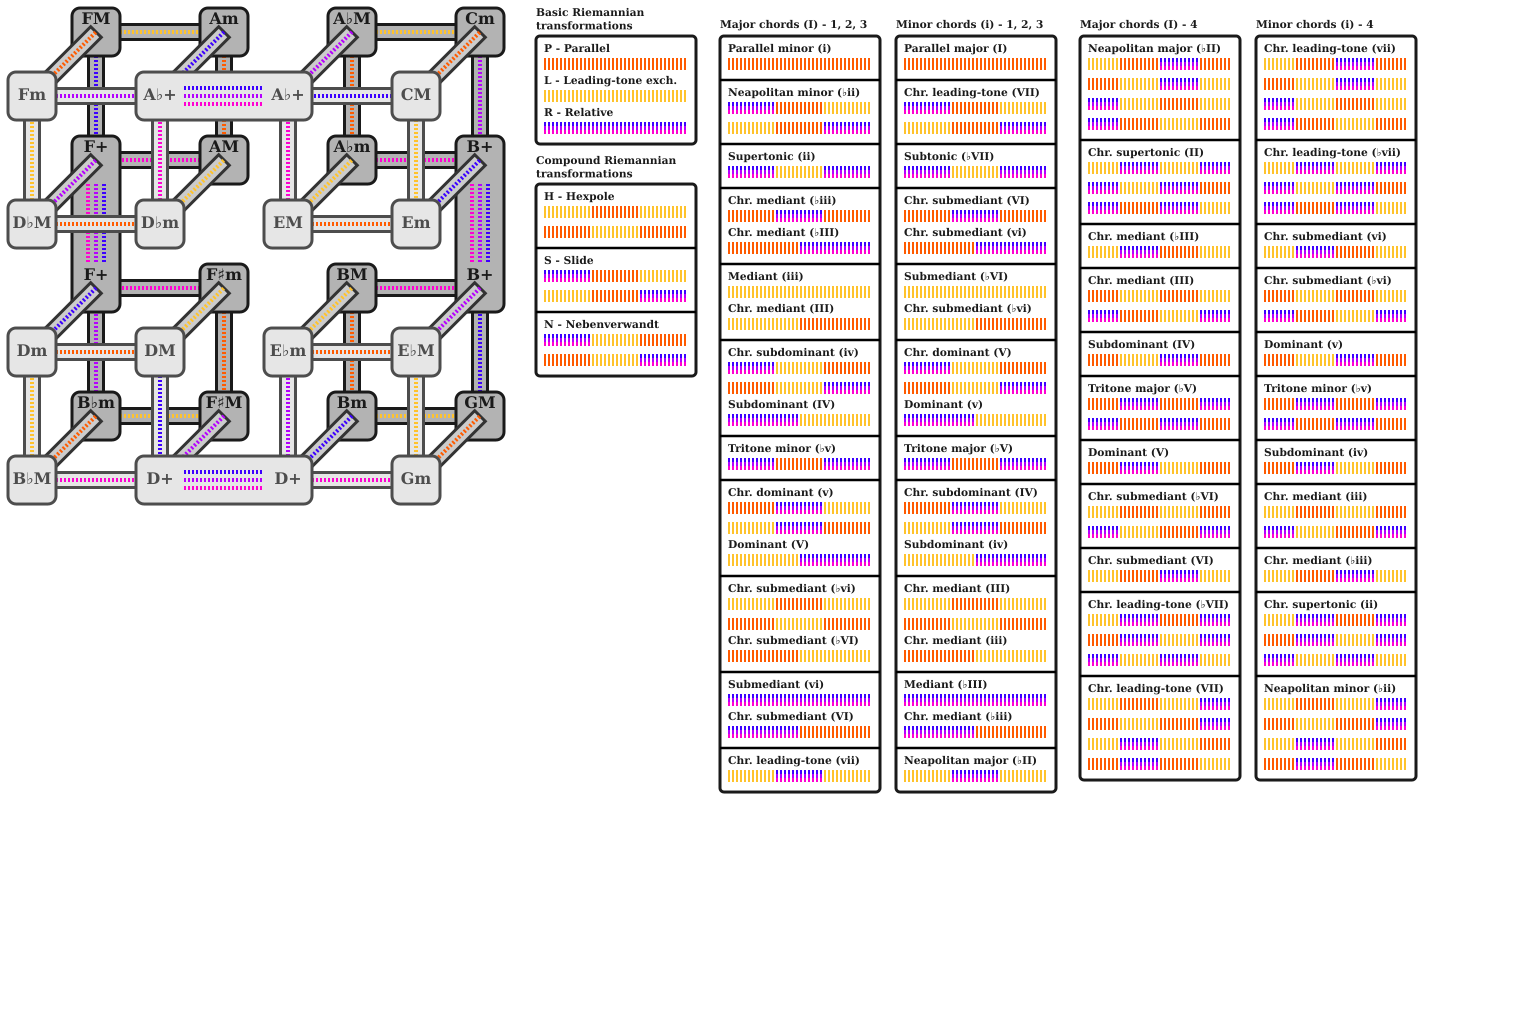 FM Am A♭M Cm
Fm A♭+ A♭+ CM
F+ AM A♭m B+
D♭M D♭m EM Em
F+ F♯m BM B+
Dm DM E♭m E♭M
B♭m F♯M Bm GM
B♭M D+ D+ Gm
Basic Riemannian
transformations
P - Parallel
L - Leading-tone exch.
R - Relative
Compound Riemannian
transformations
H - Hexpole
S - Slide
N - Nebenverwandt
Major chords (I) - 1, 2, 3
Parallel minor (i)
Neapolitan minor (♭ii)
Supertonic (ii)
Chr. mediant (♭iii)
Chr. mediant (♭III)
Mediant (iii)
Chr. mediant (III)
Chr. subdominant (iv)
Subdominant (IV)
Tritone minor (♭v)
Chr. dominant (v)
Dominant (V)
Chr. submediant (♭vi)
Chr. submediant (♭VI)
Submediant (vi)
Chr. submediant (VI)
Chr. leading-tone (vii)
Minor chords (i) - 1, 2, 3
Parallel major (I)
Chr. leading-tone (VII)
Subtonic (♭VII)
Chr. submediant (VI)
Chr. submediant (vi)
Submediant (♭VI)
Chr. submediant (♭vi)
Chr. dominant (V)
Dominant (v)
Tritone major (♭V)
Chr. subdominant (IV)
Subdominant (iv)
Chr. mediant (III)
Chr. mediant (iii)
Mediant (♭III)
Chr. mediant (♭iii)
Neapolitan major (♭II)
Major chords (I) - 4
Neapolitan major (♭II)
Chr. supertonic (II)
Chr. mediant (♭III)
Chr. mediant (III)
Subdominant (IV)
Tritone major (♭V)
Dominant (V)
Chr. submediant (♭VI)
Chr. submediant (VI)
Chr. leading-tone (♭VII)
Chr. leading-tone (VII)
Minor chords (i) - 4
Chr. leading-tone (vii)
Chr. leading-tone (♭vii)
Chr. submediant (vi)
Chr. submediant (♭vi)
Dominant (v)
Tritone minor (♭v)
Subdominant (iv)
Chr. mediant (iii)
Chr. mediant (♭iii)
Chr. supertonic (ii)
Neapolitan minor (♭ii)